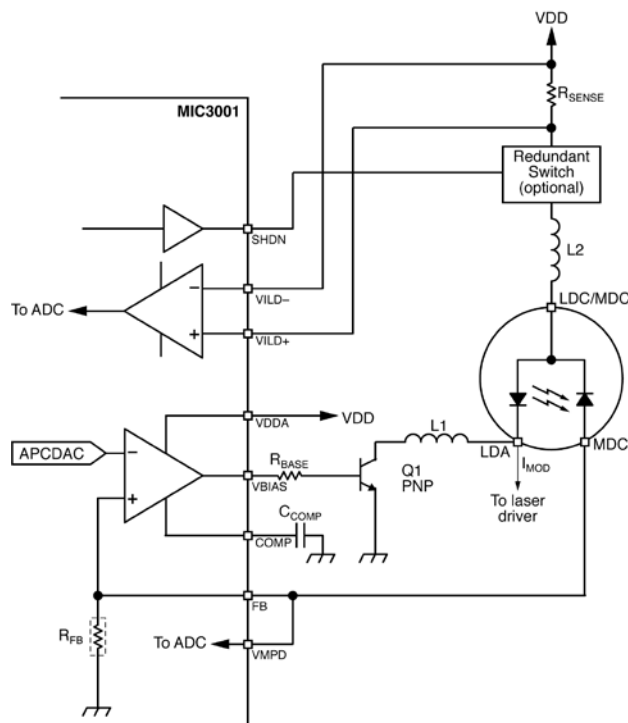 VDD
MIC3001
RSENSE
Redundant
Switch
(optional)
SHDN
L2
VILD–
To ADC
LDC/MDC
VILD+
VDDA
VDD
L1
APCDAC
RBASE
LDA
MDC
IMOD
VBIAS
Q1
PNP
To laser
driver
CCOMP
COMP
FB
RFB
To ADC
VMPD
–
+
–
+